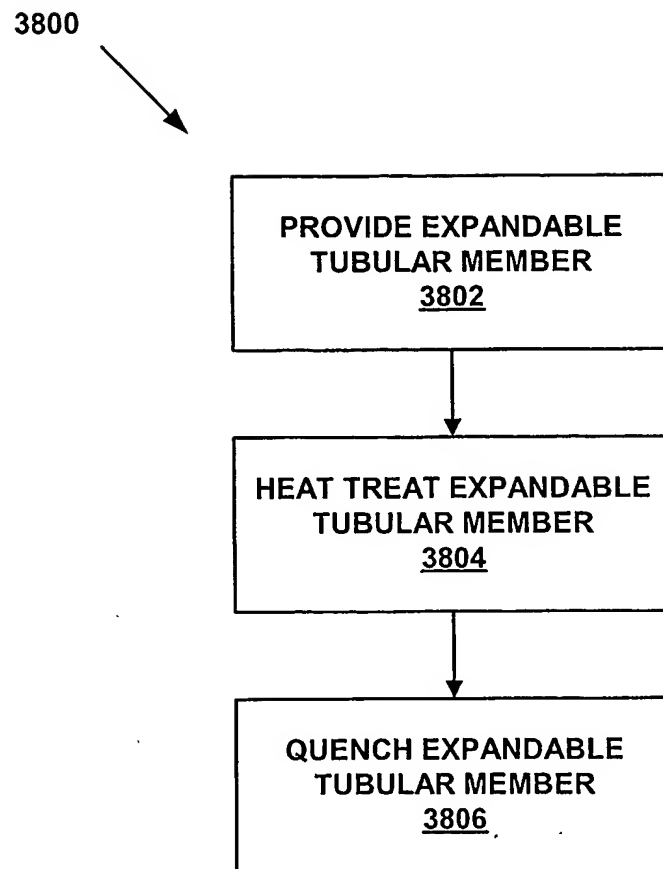 3800
PROVIDE EXPANDABLE
TUBULAR MEMBER
3802
HEAT TREAT EXPANDABLE
TUBULAR MEMBER
3804
QUENCH EXPANDABLE
TUBULAR MEMBER
3806